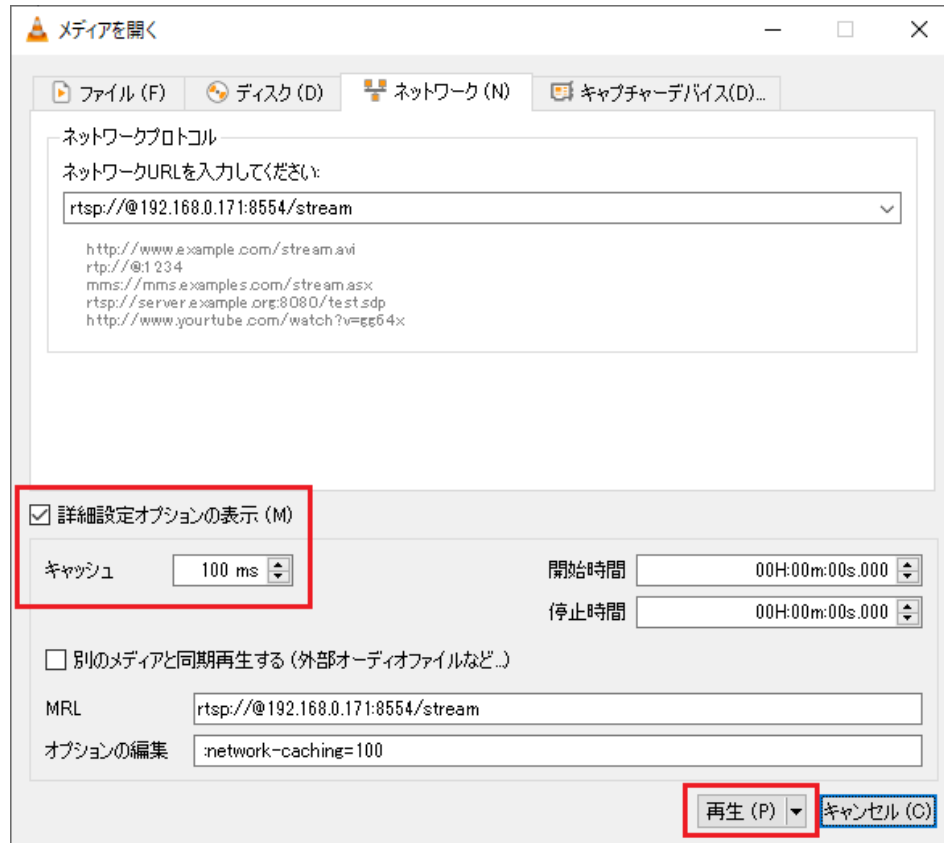 メディアを開く
ファイル (F)
ディスク (D)
ネットワーク (N)
キャプチャーデバイス(D)...
ネットワークプロトコル
ネットワークURLを入力してください:
rtsp://@192.168.0.171:8554/stream
http://www.example.com/stream.avi
rtp://@:1234
mms://mms.examples.com/stream.asx
rtsp://server.example.org:8080/test.sdp
http://www.yourtube.com/watch?v=gg64x
詳細設定オプションの表示 (M)
キャッシュ 100 ms 開始時間 00H:00m:00s.000
停止時間 00H:00m:00s.000
別のメディアと同期再生する (外部オーディオファイルなど...)
MRL rtsp://@192.168.0.171:8554/stream
オプションの編集 :network-caching=100
再生 (P) キャンセル (C)